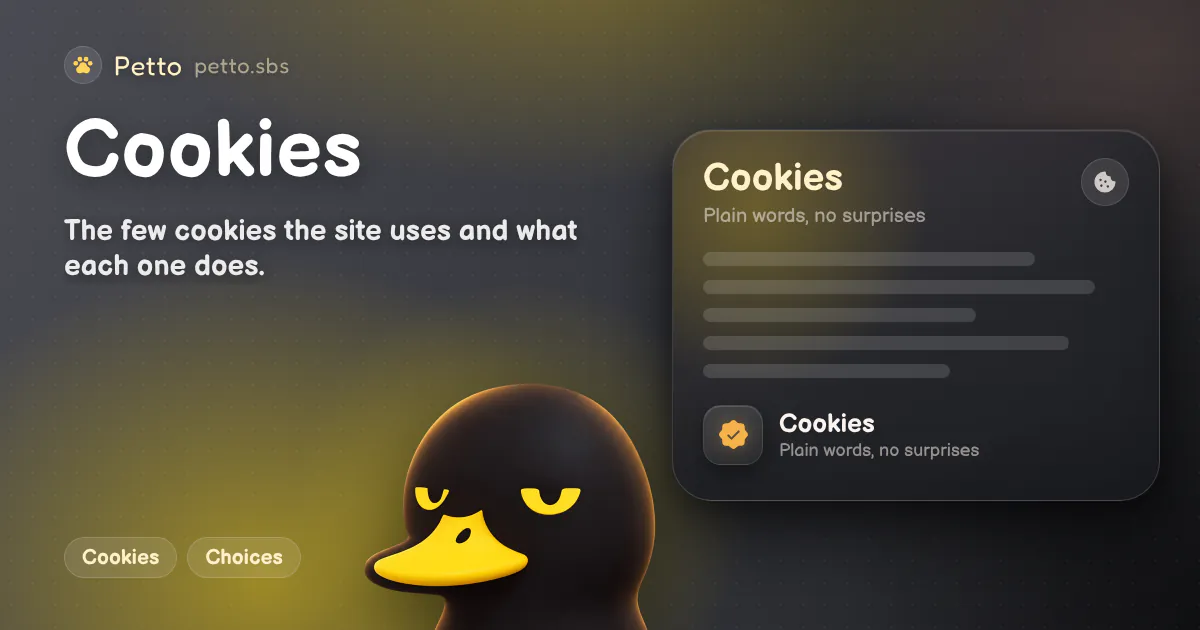 Petto petto.sbs
Cookies
The few cookies the site uses and what
each one does.
Cookies
Plain words, no surprises
Cookies
Plain words, no surprises
Cookies
Choices